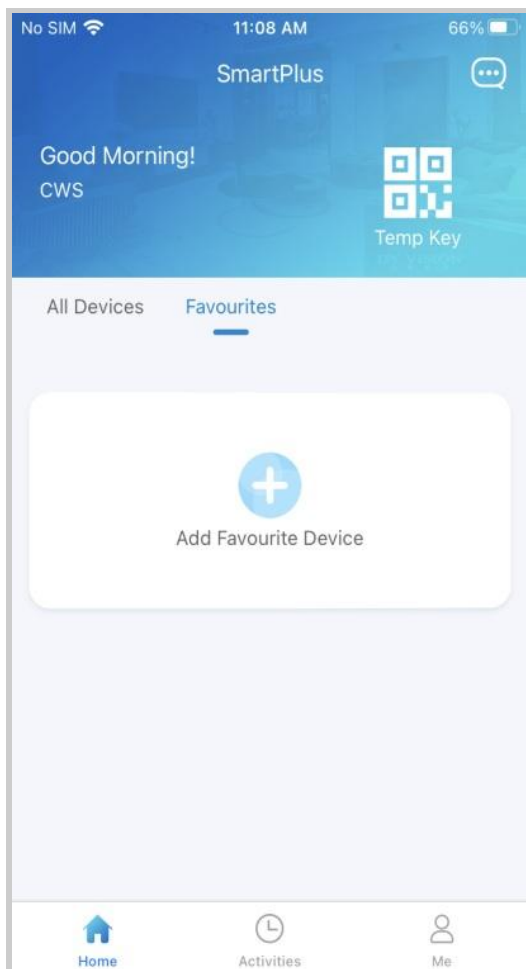 No SIM 11:08 AM 66%
SmartPlus
Good Morning!
CWS
Temp Key
All Devices Favourites
Add Favourite Device
Home Activities Me